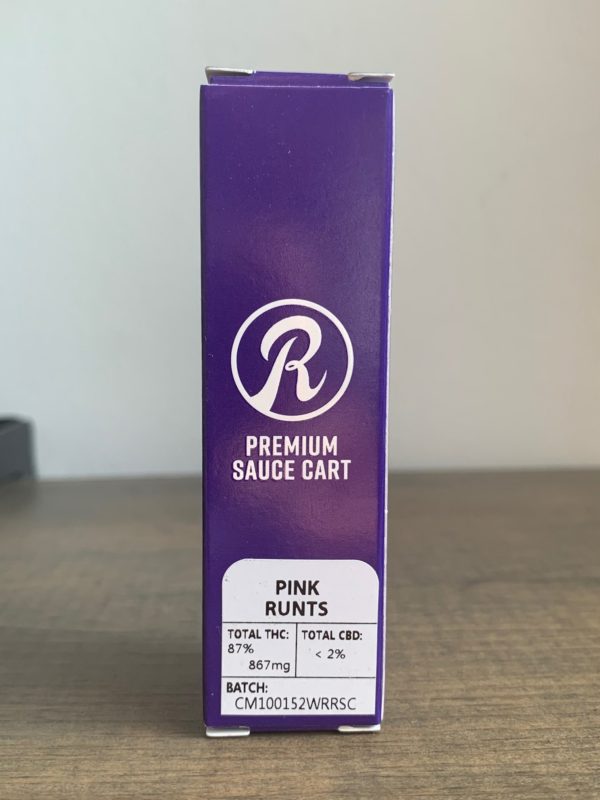 R
PREMIUM
SAUCE CART
PINK
RUNTS
TOTAL THC: TOTAL CBD:
87% < 2%
867mg
BATCH:
CM100152WRRSC